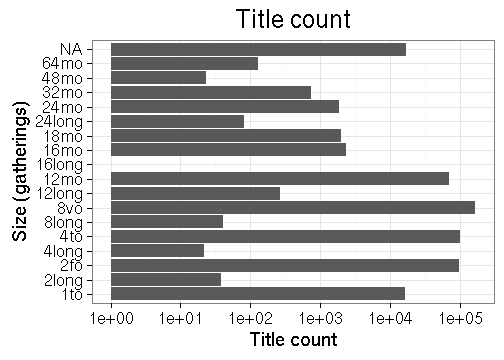 Title count
Size (gatherings)
NA
64mo
48mo
32mo
24mo
24long
18mo
16mo
16long
12mo
12long
8vo
8long
4to
4long
2fo
2long
1to
1e+00 1e+01 1e+02 1e+03 1e+04 1e+05
Title count